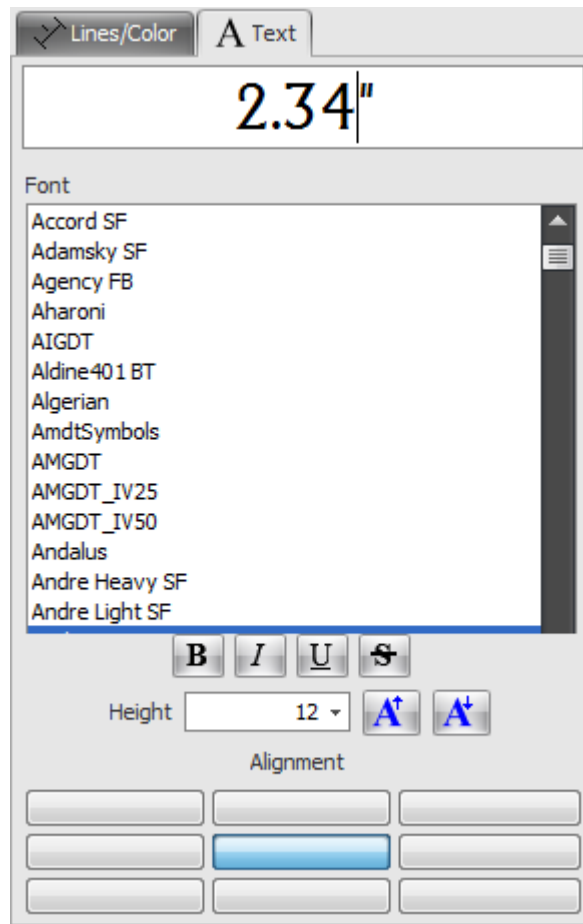 Lines/Color A Text
2.34"
Font
Accord SF
Adamsky SF
Agency FB
Aharoni
AIGDT
Aldine401 BT
Algerian
AmdtSymbols
AMGDT
AMGDT_IV25
AMGDT_IV50
Andalus
Andre Heavy SF
Andre Light SF
B I U S
Height 12 A A
Alignment